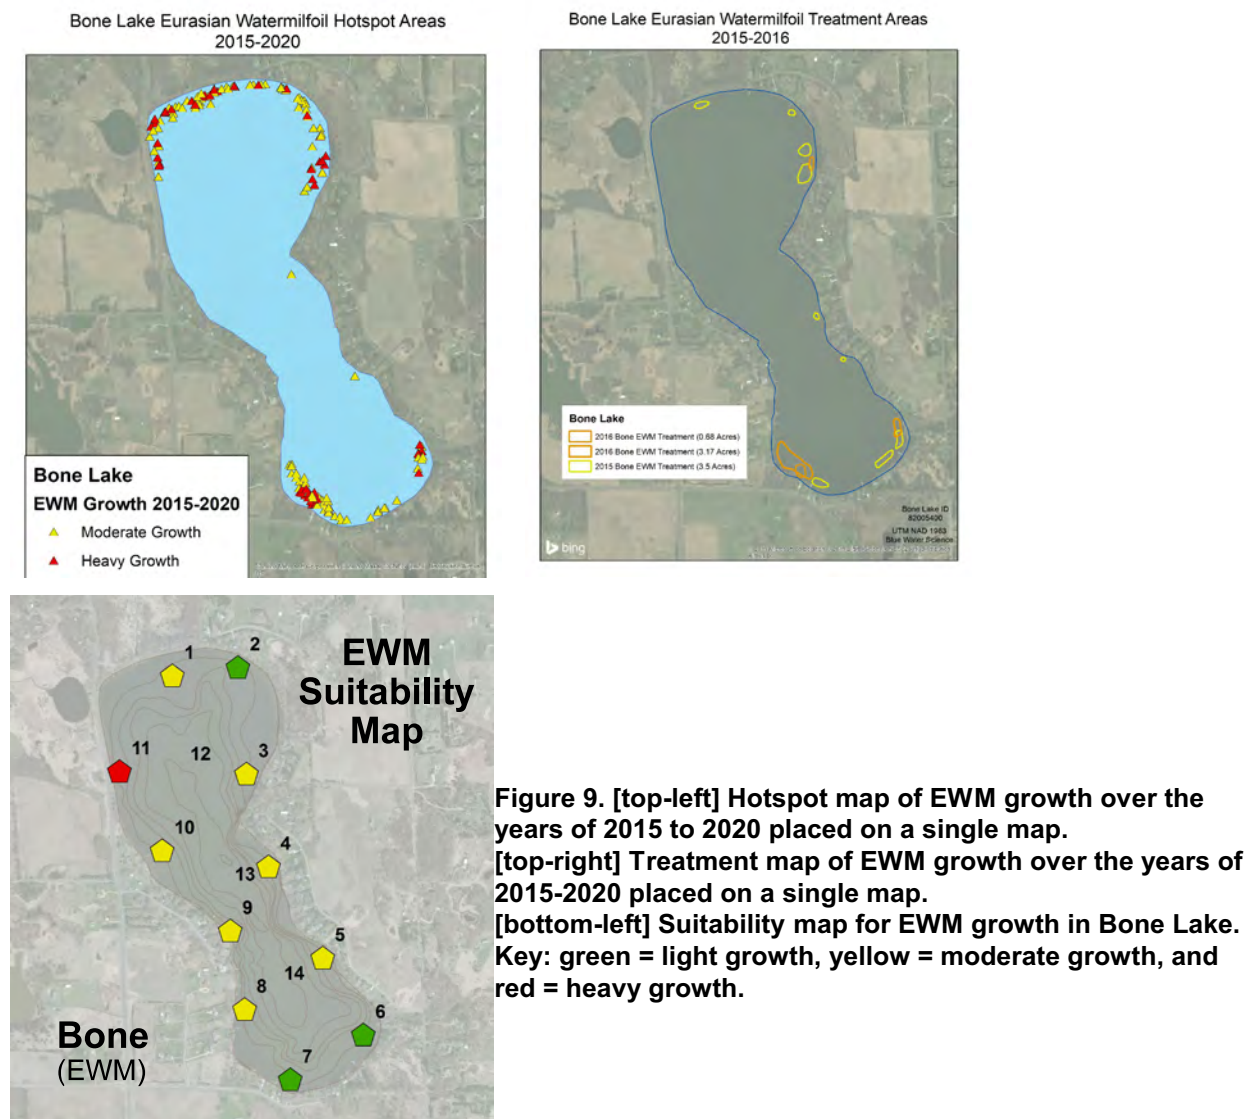 Bone Lake Eurasian Watermilfoil Hotspot Areas
2015-2020
Bone Lake
EWM Growth 2015-2020
Moderate Growth
Heavy Growth
Bone Lake Eurasian Watermilfoil Treatment Areas
2015-2016
Bone Lake
2016 Bone EWM Treatment (0.68 Acres)
2016 Bone EWM Treatment (3.17 Acres)
2015 Bone EWM Treatment (3.5 Acres)
Bone Lake ID
82005400
UTM NAD 1983
Blue Water Science
bing
EWM
Suitability
Map
1
2
11
12
3
10
4
13
9
5
14
8
6
7
Bone
(EWM)
Figure 9. [top-left] Hotspot map of EWM growth over the
years of 2015 to 2020 placed on a single map.
[top-right] Treatment map of EWM growth over the years of
2015-2020 placed on a single map.
[bottom-left] Suitability map for EWM growth in Bone Lake.
Key: green = light growth, yellow = moderate growth, and
red = heavy growth.